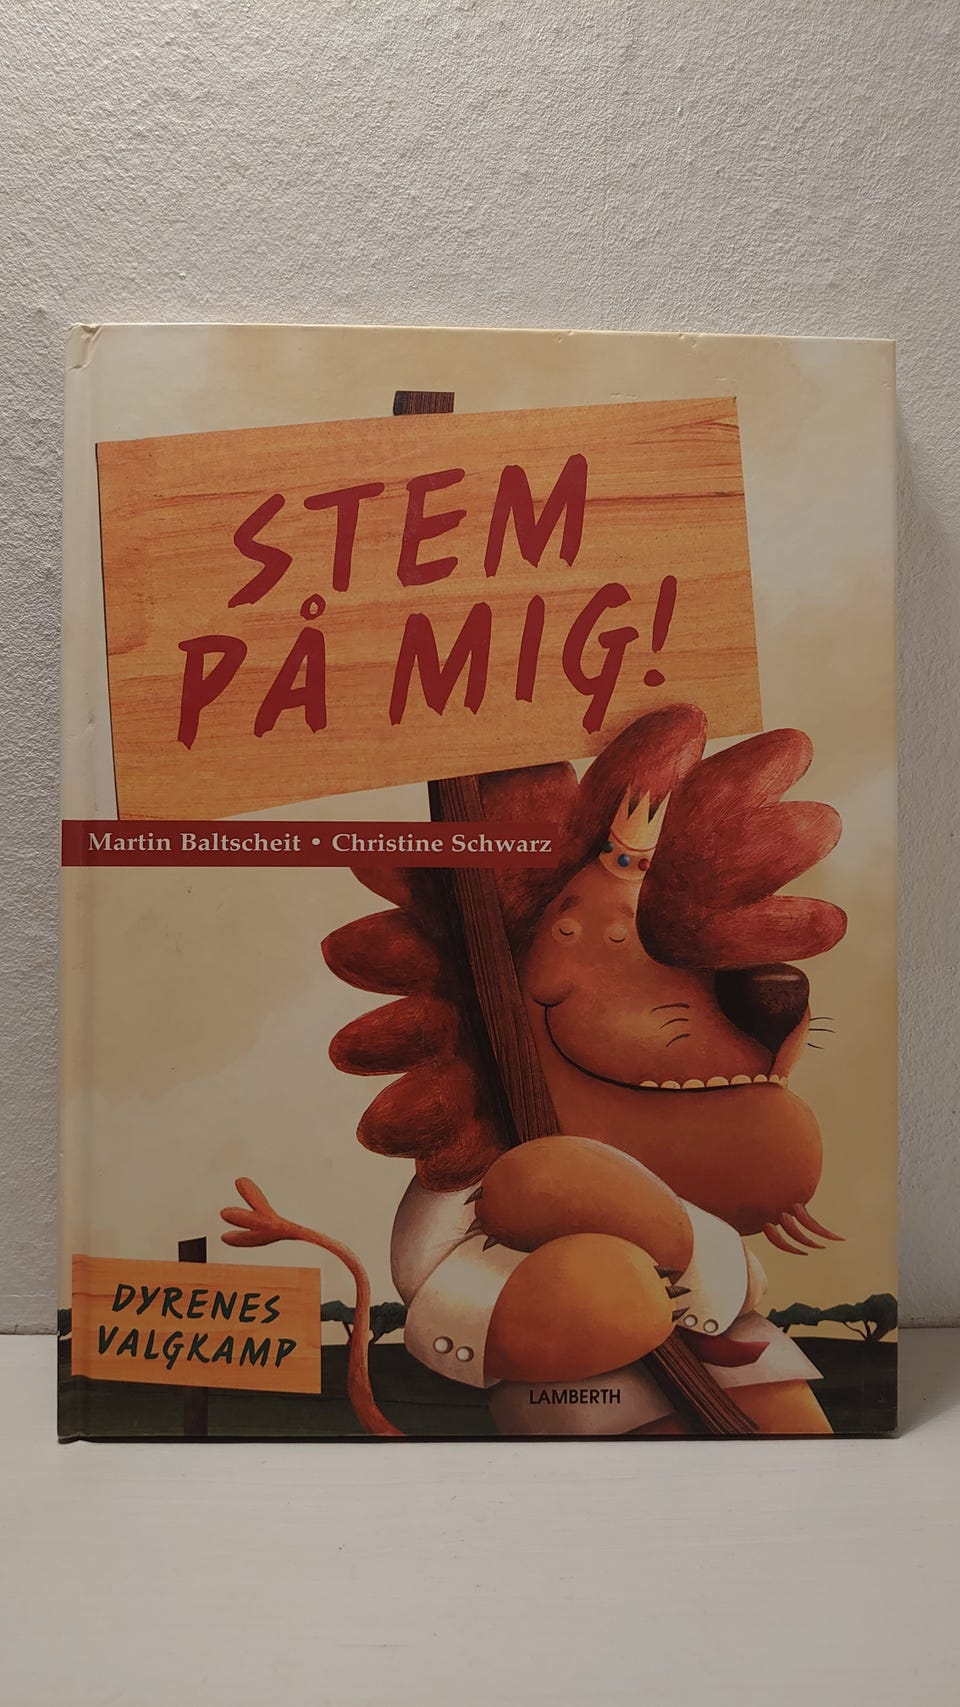 STEM
PÅ MIG!
Martin Baltscheit • Christine Schwarz
DYRENES
VALGKAMP
LAMBERTH